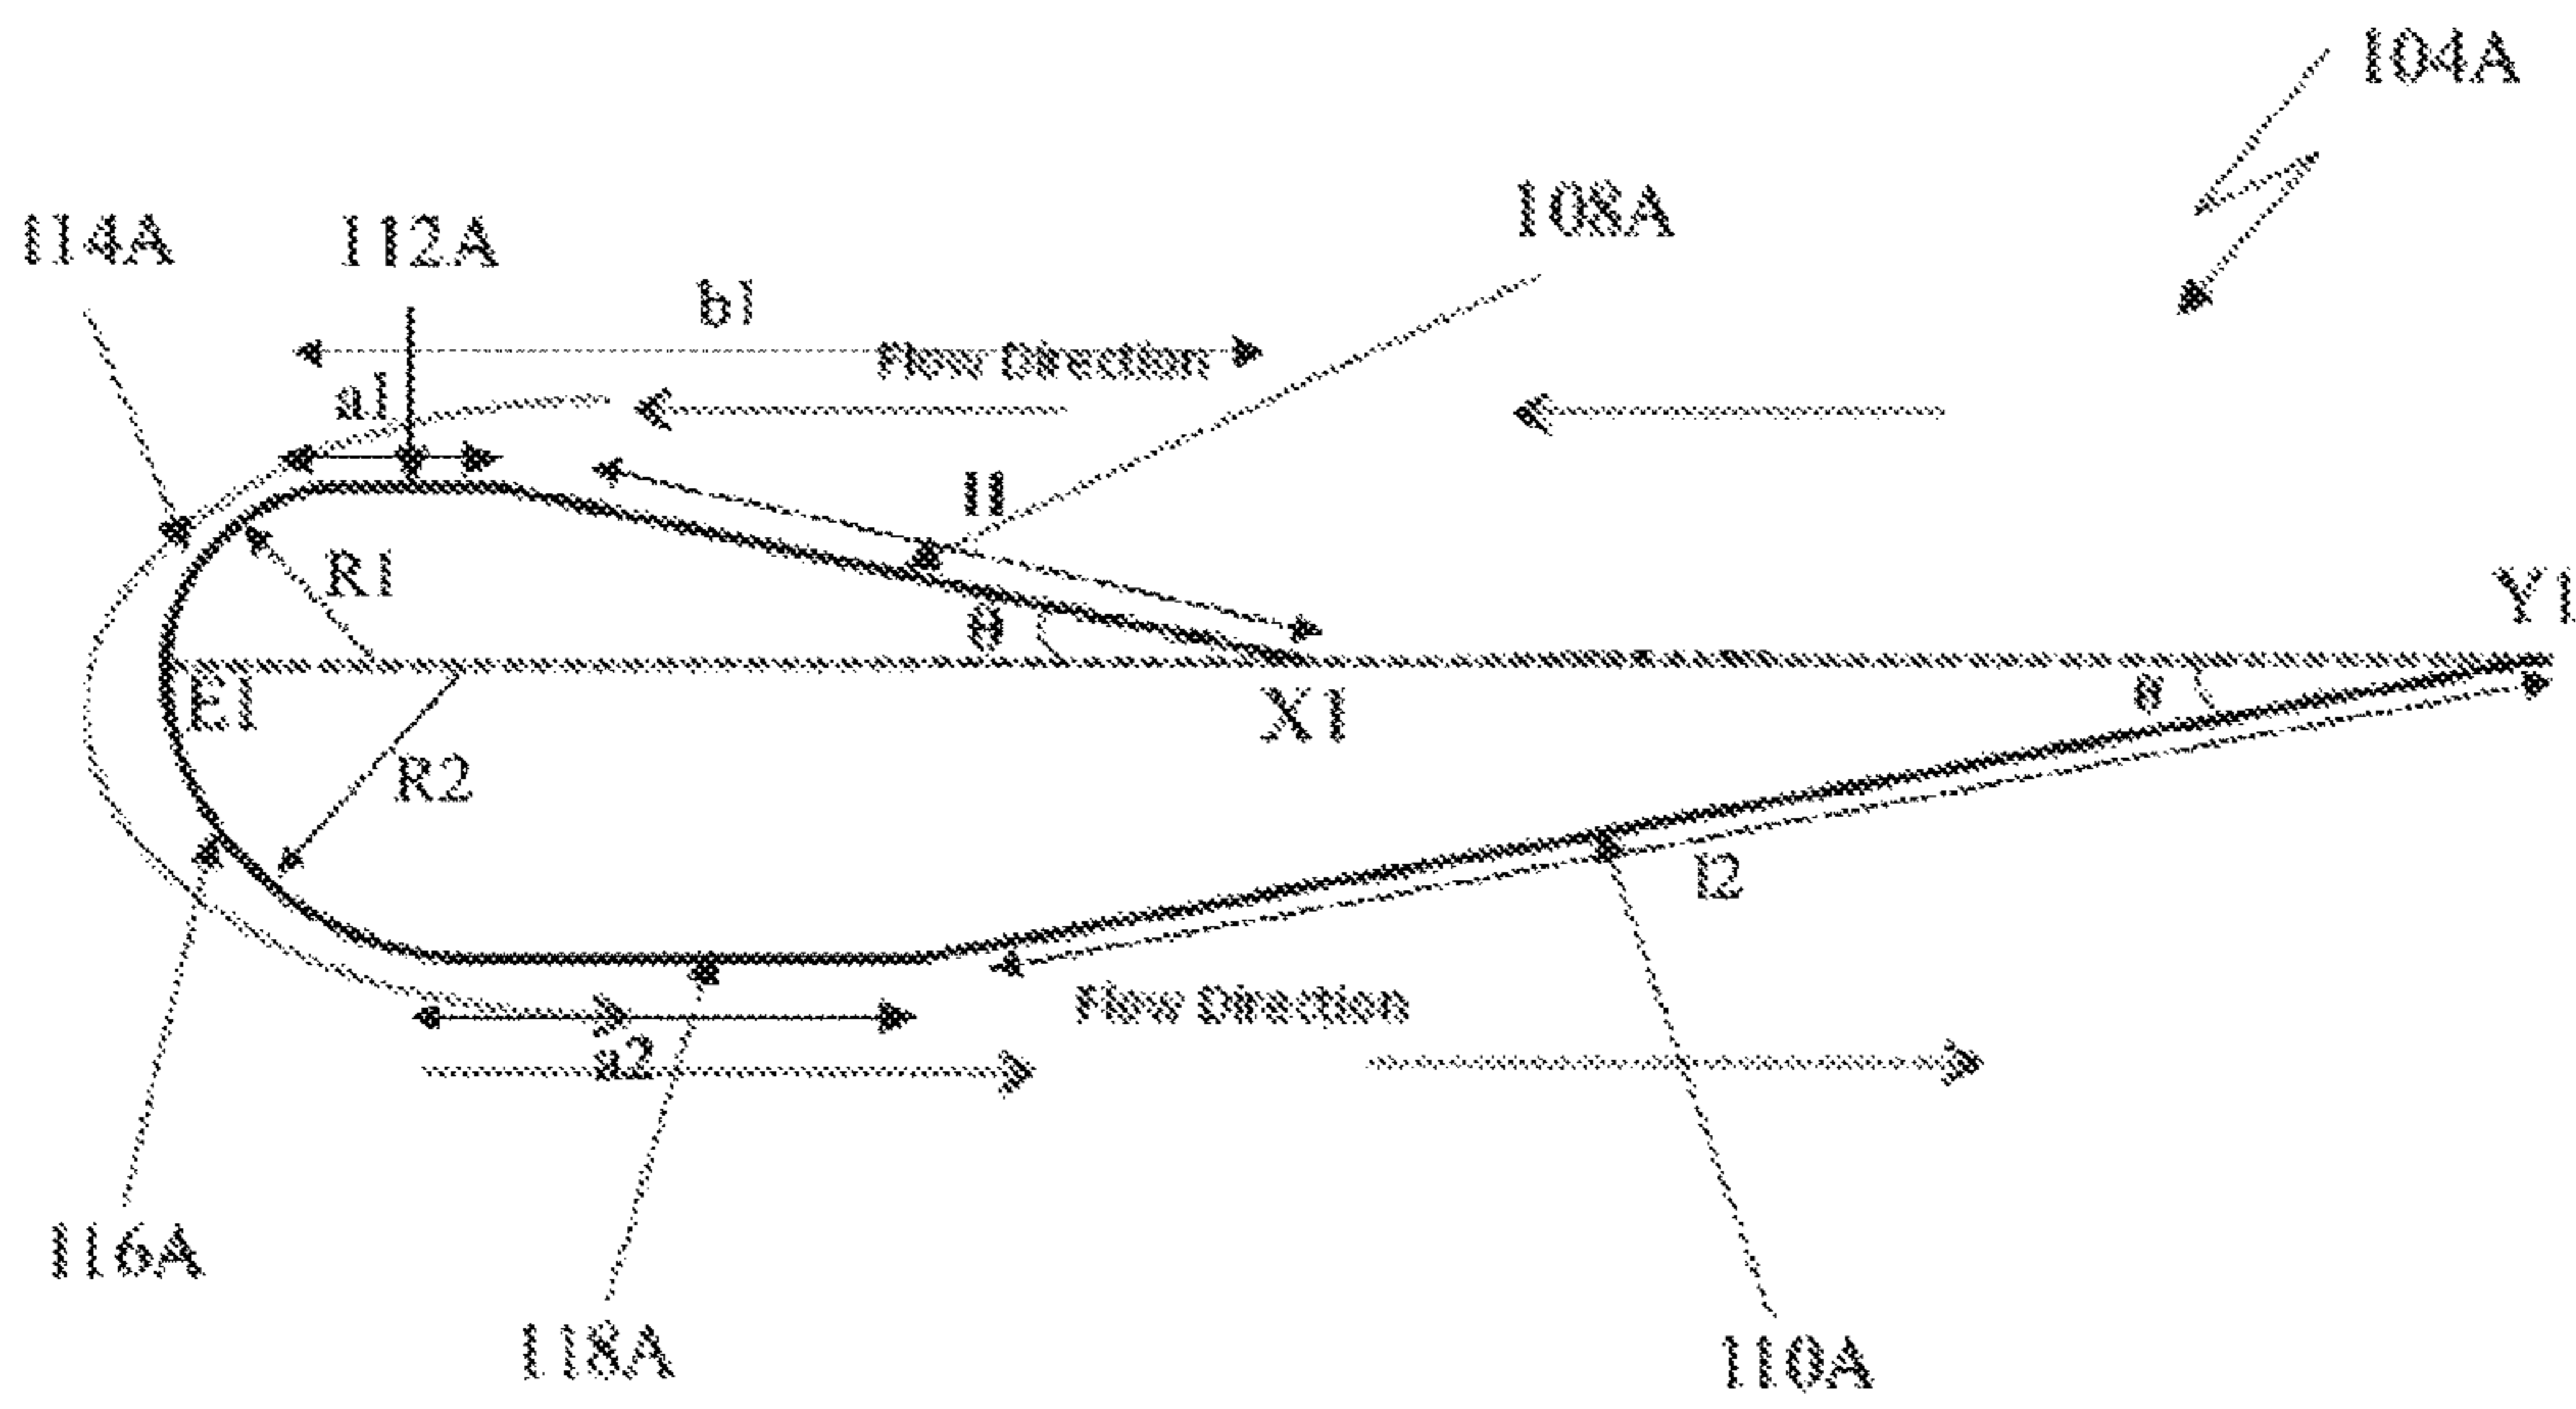 104A
108A
114A
112A
b1
Flow Direction
a1
l1
R1
Y1
E1
X1
R2
l2
Flow Direction
a2
116A
118A
110A